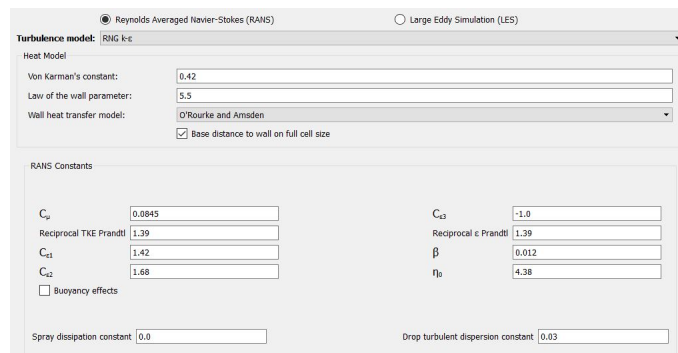 Reynolds Averaged Navier-Stokes (RANS) Large Eddy Simulation (LES)
Turbulence model: RNG k-ε
Heat Model
Von Karman's constant: 0.42
Law of the wall parameter: 5.5
Wall heat transfer model: O'Rourke and Amsden
Base distance to wall on full cell size
RANS Constants
Cμ 0.0845 Cε3 -1.0
Reciprocal TKE Prandtl 1.39 Reciprocal ε Prandtl 1.39
Cε1 1.42 β 0.012
Cε2 1.68 η0 4.38
Buoyancy effects
Spray dissipation constant 0.0 Drop turbulent dispersion constant 0.03